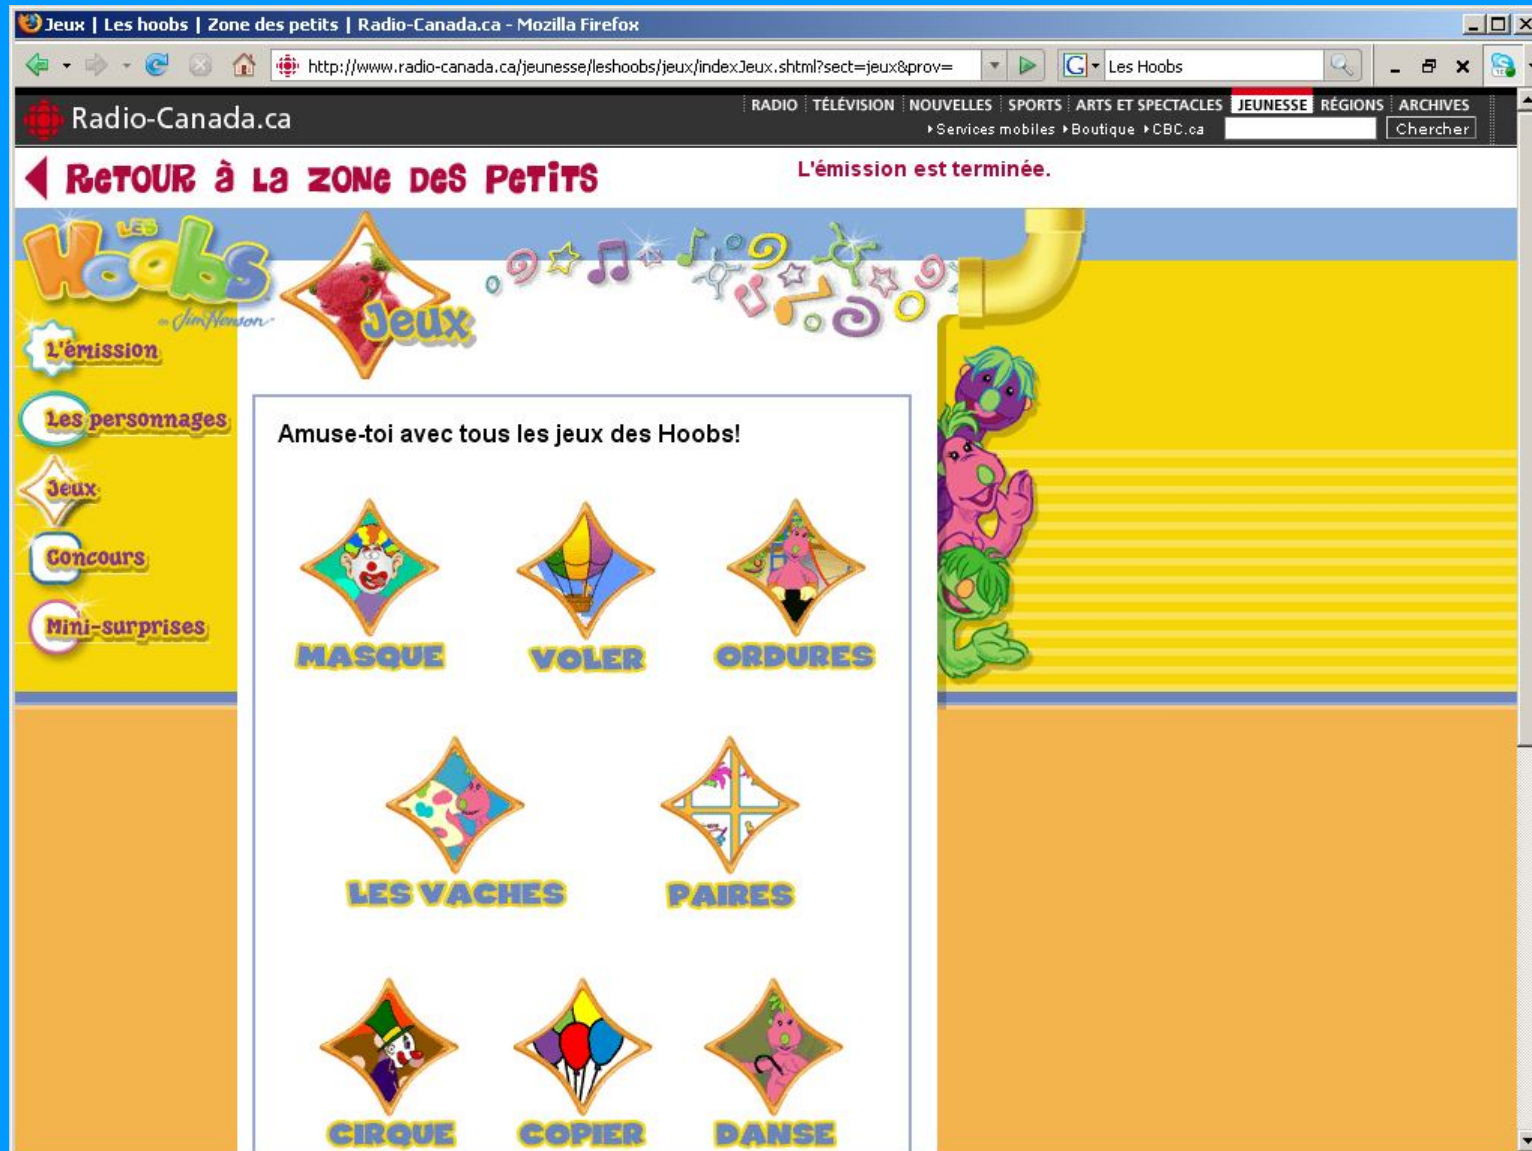 Jeux | Les hoobs | Zone des petits | Radio-Canada.ca - Mozilla Firefox
http://www.radio-canada.ca/jeunesse/leshoobs/jeux/indexJeux.shtml?sect=jeux&prov=
G
Les Hoobs
Radio-Canada.ca
RADIO TÉLÉVISION NOUVELLES SPORTS ARTS ET SPECTACLES JEUNESSE RÉGIONS ARCHIVES
Services mobiles Boutique CBC.ca
Chercher
ReTOUR à La ZONe DeS PeTiTS
L'émission est terminée.
LES
Hoobs
Jim Henson
Jeux
L'émission
Les personnages
Jeux
Concours
Mini-surprises
Amuse-toi avec tous les jeux des Hoobs!
MASQUE
VOLER
ORDURES
LES VACHES
PAIRES
CIRQUE
COPIER
DANSE